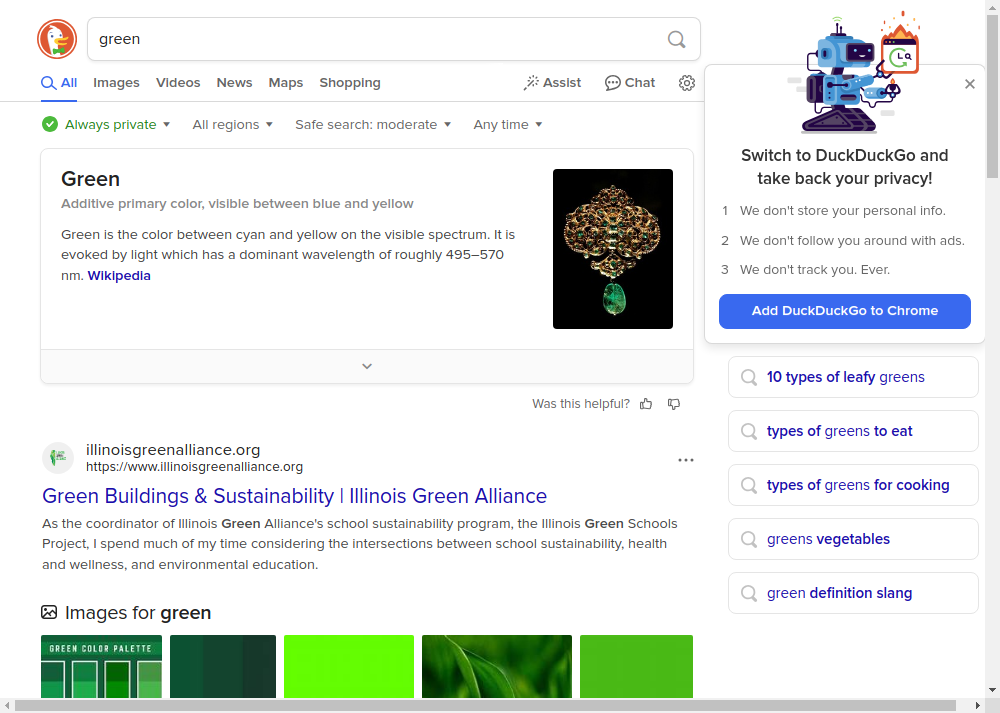 green
All
Images
Videos
News
Maps
Shopping
Assist
Chat
Always private
All regions
Safe search: moderate
Any time
Green
Additive primary color, visible between blue and yellow
Green is the color between cyan and yellow on the visible spectrum. It is
evoked by light which has a dominant wavelength of roughly 495–570
nm. Wikipedia
Was this helpful?
illinoisgreenalliance.org
https://www.illinoisgreenalliance.org
Green Buildings & Sustainability | Illinois Green Alliance
As the coordinator of Illinois Green Alliance's school sustainability program, the Illinois Green Schools
Project, I spend much of my time considering the intersections between school sustainability, health
and wellness, and environmental education.
Images for green
GREEN COLOR PALETTE
Switch to DuckDuckGo and
take back your privacy!
1 We don't store your personal info.
2 We don't follow you around with ads.
3 We don't track you. Ever.
Add DuckDuckGo to Chrome
10 types of leafy greens
types of greens to eat
types of greens for cooking
greens vegetables
green definition slang